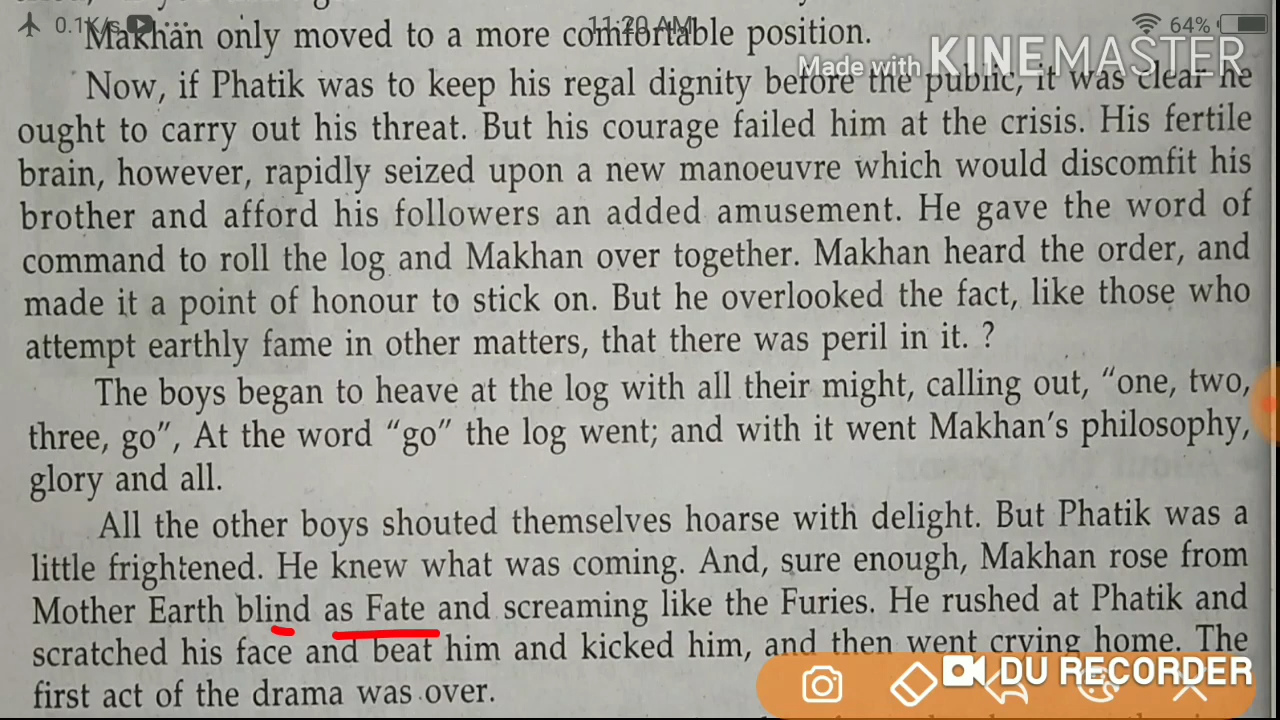 0.1K/s ... 11:20 AM 64%
Makhan only moved to a more comfortable position.
Made with KINEMASTER
Now, if Phatik was to keep his regal dignity before the public, it was clear he
ought to carry out his threat. But his courage failed him at the crisis. His fertile
brain, however, rapidly seized upon a new manoeuvre which would discomfit his
brother and afford his followers an added amusement. He gave the word of
command to roll the log and Makhan over together. Makhan heard the order, and
made it a point of honour to stick on. But he overlooked the fact, like those who
attempt earthly fame in other matters, that there was peril in it. ?
The boys began to heave at the log with all their might, calling out, “one, two,
three, go”, At the word “go” the log went; and with it went Makhan’s philosophy,
glory and all.
All the other boys shouted themselves hoarse with delight. But Phatik was a
little frightened. He knew what was coming. And, sure enough, Makhan rose from
Mother Earth blind as Fate and screaming like the Furies. He rushed at Phatik and
scratched his face and beat him and kicked him, and then went crying home. The
first act of the drama was over.
DU RECORDER